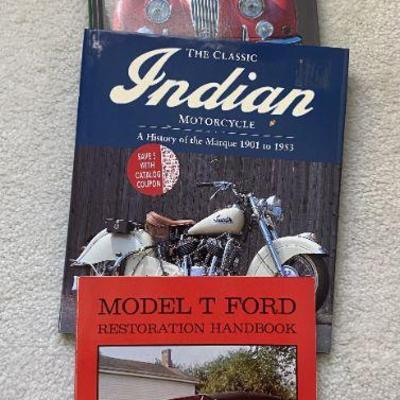 THE CLASSIC
Indian
MOTORCYCLE
A History of the Marque 1901 to 1953
SAVE $
WITH
CATALOG
COUPON
Indian
MODEL T FORD
RESTORATION HANDBOOK